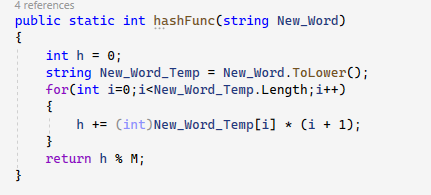 4 references
public static int hashFunc(string New_Word)
{
int h = 0;
string New_Word_Temp = New_Word.ToLower();
for(int i=0;i<New_Word_Temp.Length;i++)
{
h += (int)New_Word_Temp[i] * (i + 1);
}
return h % M;
}